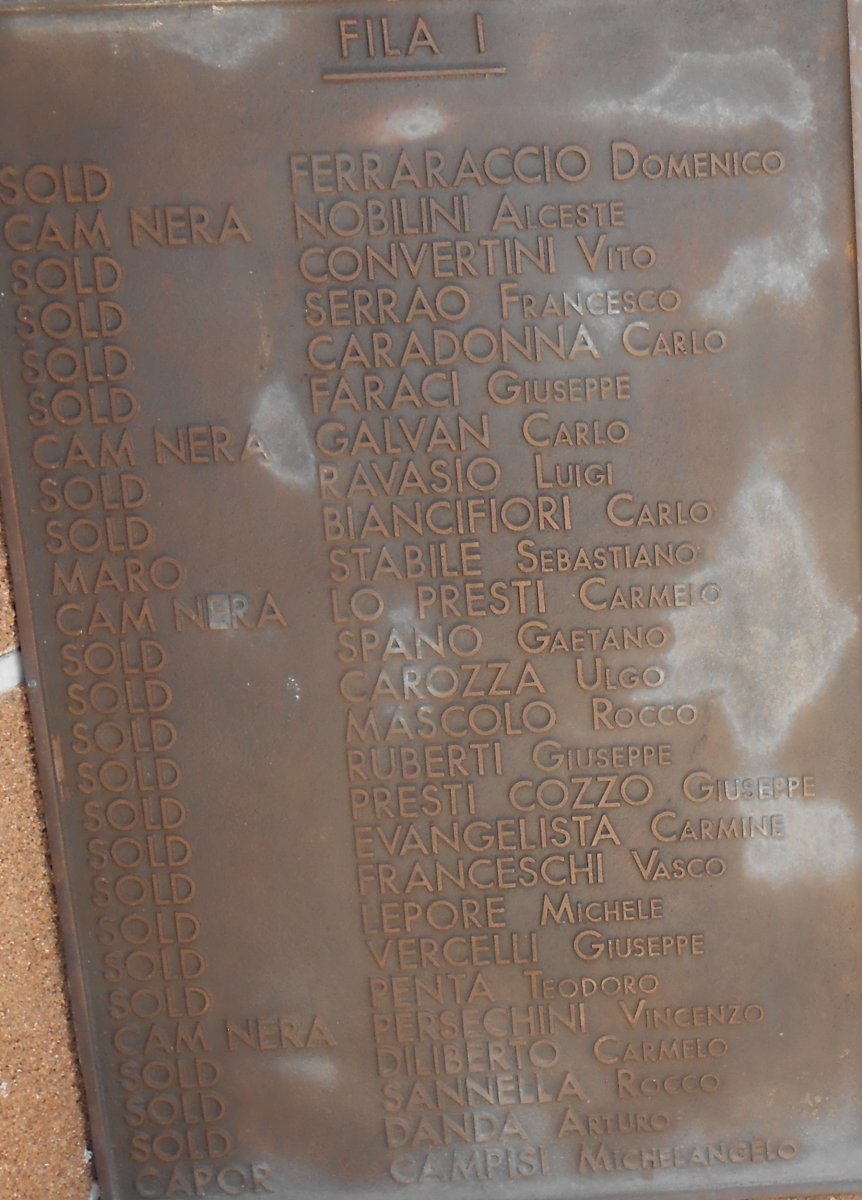 FILA I
SOLD FERRARACCIO DOMENICO
CAM NERA NOBILINI ALCESTE
SOLD CONVERTINI VITO
SOLD SERRAO FRANCESCO
SOLD CARADONNA CARLO
SOLD FARACI GIUSEPPE
CAM NERA GALVAN CARLO
SOLD RAVASIO LUIGI
SOLD BIANCIFIORI CARLO
MARO STABILE SEBASTIANO
CAM NERA LO PRESTI CARMELO
SOLD SPANO GAETANO
SOLD CAROZZA ULGO
SOLD MASCOLO ROCCO
SOLD RUBERTI GIUSEPPE
SOLD PRESTI COZZO GIUSEPPE
SOLD EVANGELISTA CARMINE
SOLD FRANCESCHI VASCO
SOLD LEPORE MICHELE
SOLD VERCELLI GIUSEPPE
SOLD PENTA TEODORO
CAM NERA PERSECHINI VINCENZO
SOLD DILIBERTO CARMELO
SOLD SANNELLA ROCCO
SOLD DANDA ARTURO
CAPOR CAMPISI MICHELANGELO